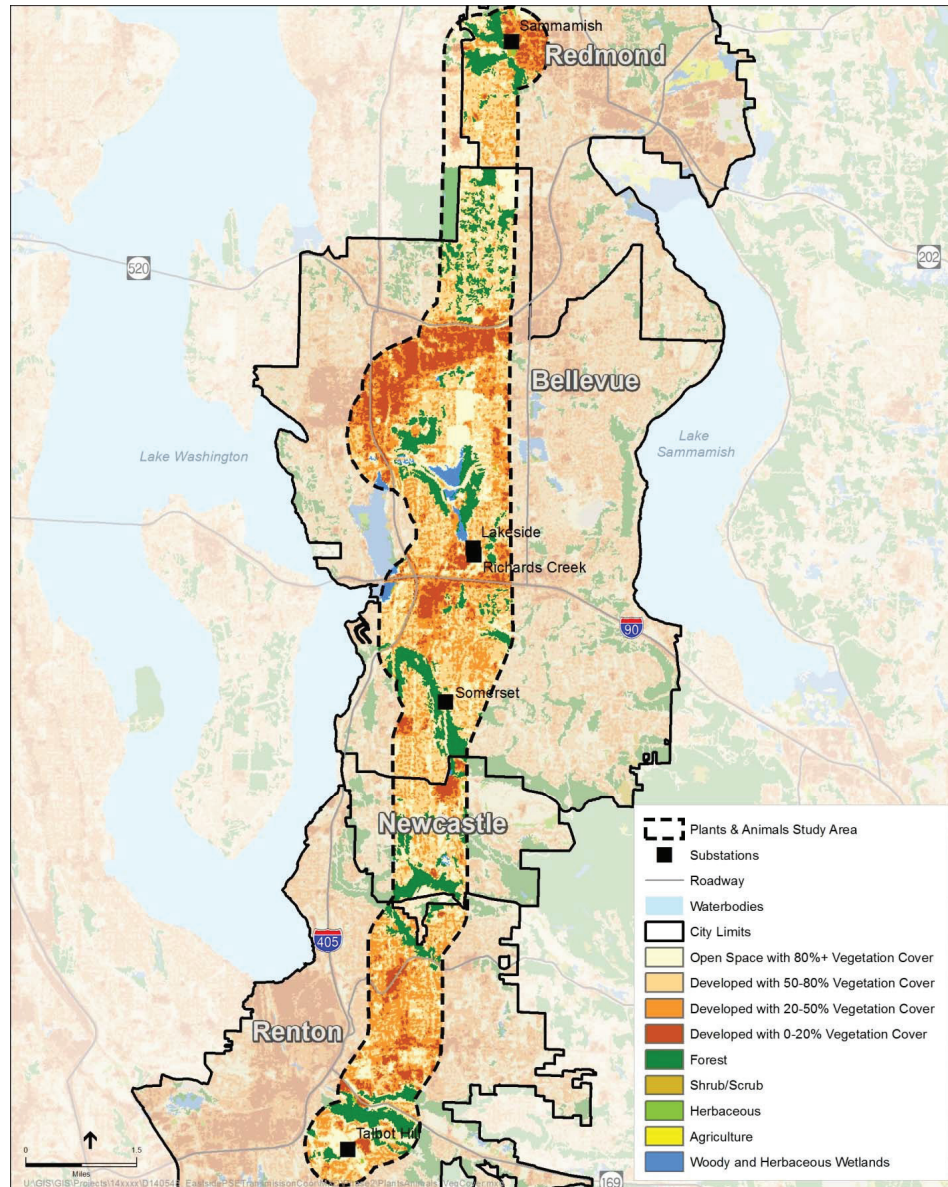 Sammamish
Redmond
520
202
Bellevue
Lake Washington
Lake
Sammamish
Lakeside
Richards Creek
90
Somerset
Newcastle
405
Renton
Talbot Hill
169
Plants & Animals Study Area
Substations
Roadway
Waterbodies
City Limits
Open Space with 80%+ Vegetation Cover
Developed with 50-80% Vegetation Cover
Developed with 20-50% Vegetation Cover
Developed with 0-20% Vegetation Cover
Forest
Shrub/Scrub
Herbaceous
Agriculture
Woody and Herbaceous Wetlands
0 1.5
Miles